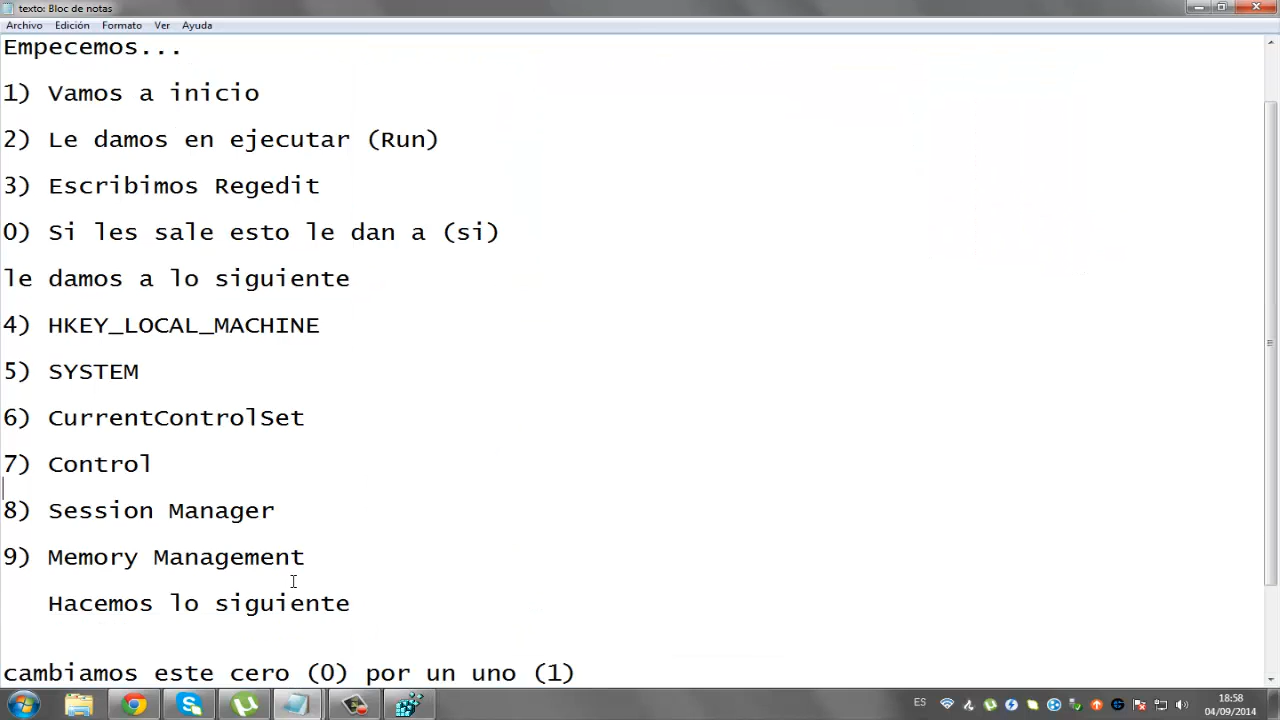 texto: Bloc de notas
Archivo Edición Formato Ver Ayuda
Empecemos...
1) Vamos a inicio
2) Le damos en ejecutar (Run)
3) Escribimos Regedit
0) Si les sale esto le dan a (si)
le damos a lo siguiente
4) HKEY_LOCAL_MACHINE
5) SYSTEM
6) CurrentControlSet
7) Control
8) Session Manager
9) Memory Management
Hacemos lo siguiente
cambiamos este cero (0) por un uno (1)
ES
18:58
04/09/2014